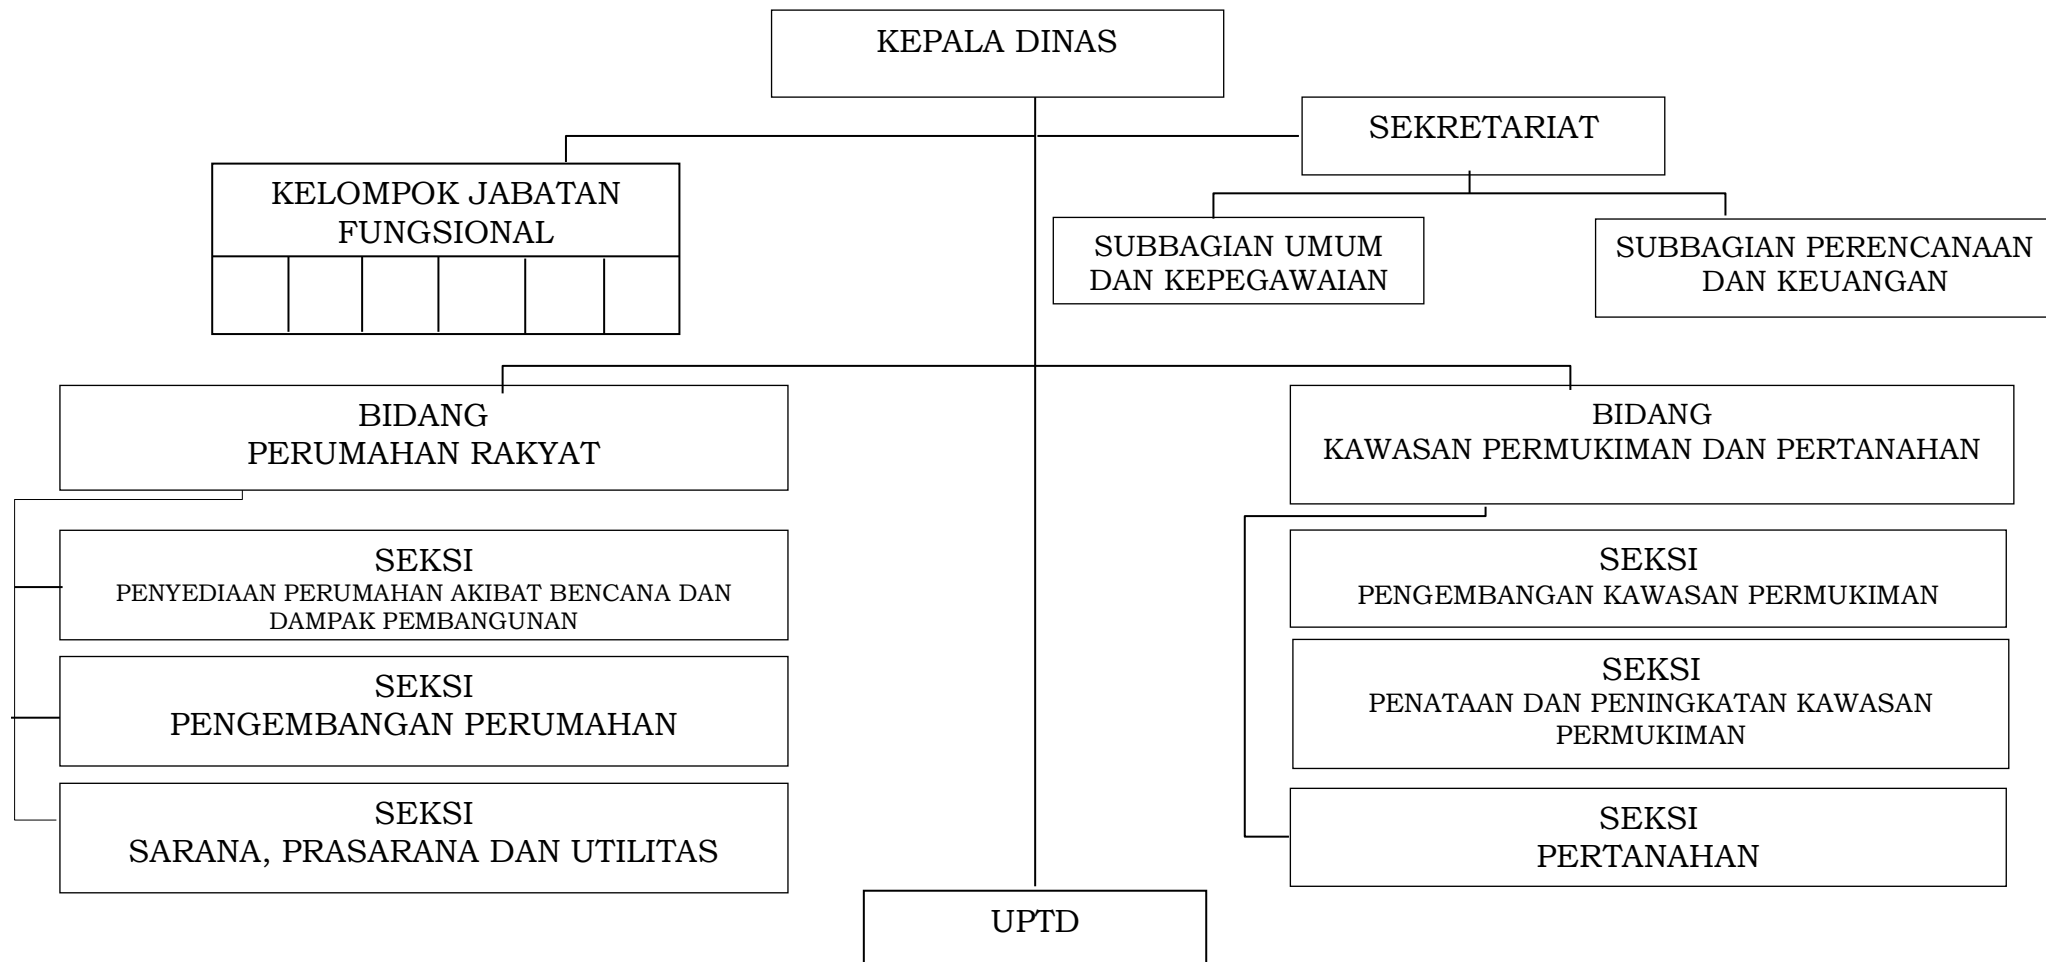 KEPALA DINAS
SEKRETARIAT
KELOMPOK JABATAN
FUNGSIONAL
SUBBAGIAN UMUM
DAN KEPEGAWAIAN
SUBBAGIAN PERENCANAAN
DAN KEUANGAN
BIDANG
PERUMAHAN RAKYAT
BIDANG
KAWASAN PERMUKIMAN DAN PERTANAHAN
SEKSI
PENYEDIAAN PERUMAHAN AKIBAT BENCANA DAN
DAMPAK PEMBANGUNAN
SEKSI
PENGEMBANGAN PERUMAHAN
SEKSI
SARANA, PRASARANA DAN UTILITAS
SEKSI
PENGEMBANGAN KAWASAN PERMUKIMAN
SEKSI
PENATAAN DAN PENINGKATAN KAWASAN
PERMUKIMAN
SEKSI
PERTANAHAN
UPTD